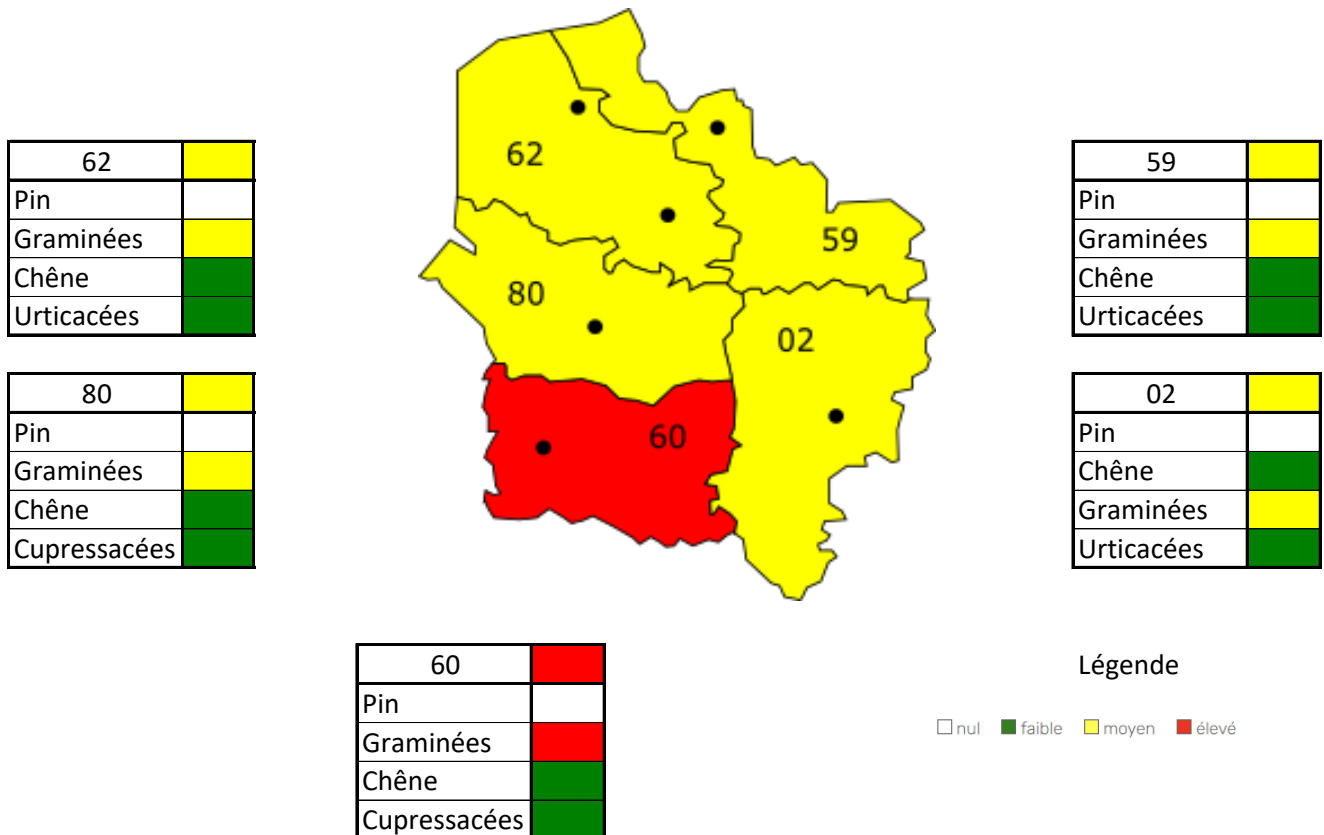 62
Pin
Graminées
Chêne
Urticacées
80
Pin
Graminées
Chêne
Cupressacées
62
59
80
02
60
59
Pin
Graminées
Chêne
Urticacées
02
Pin
Chêne
Graminées
Urticacées
60
Pin
Graminées
Chêne
Cupressacées
Légende
nul faible moyen élevé